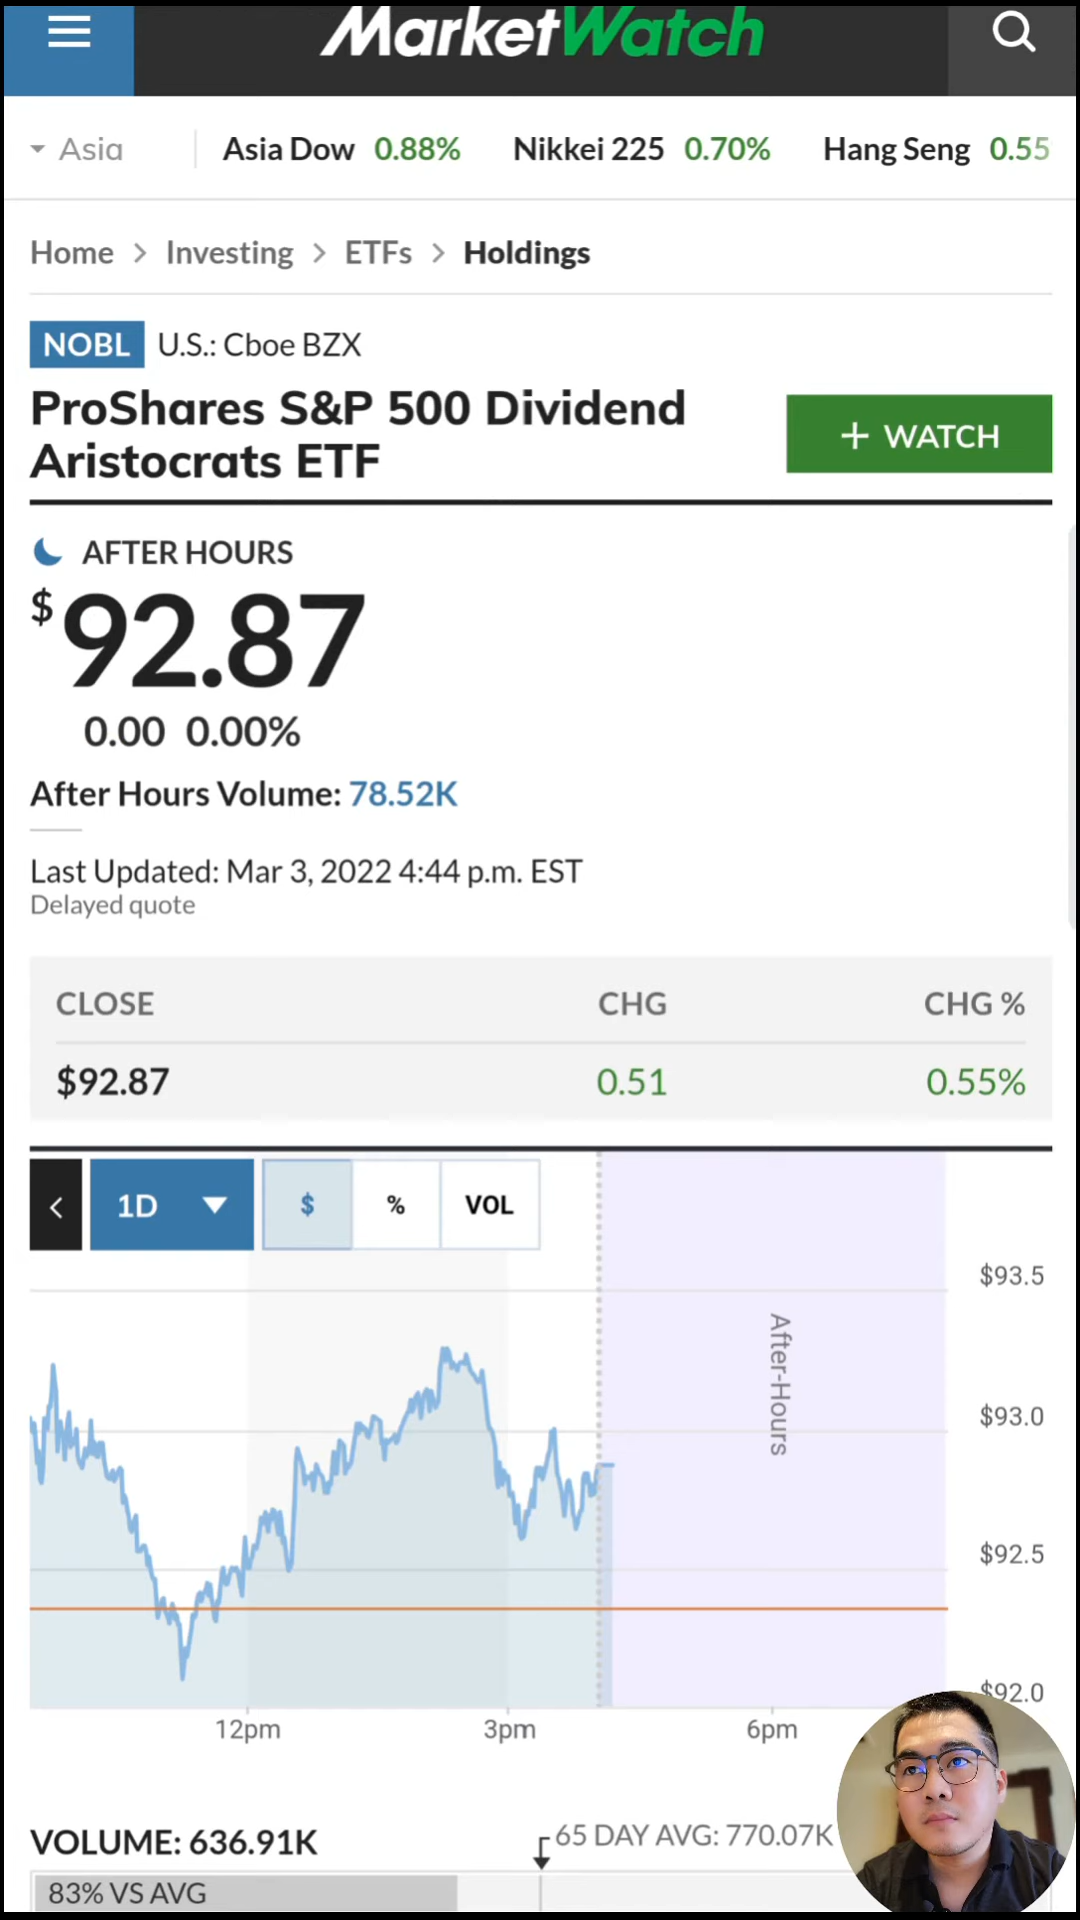 MarketWatch
Asia Asia Dow 0.88% Nikkei 225 0.70% Hang Seng 0.55
Home > Investing > ETFs > Holdings
NOBL U.S.: Cboe BZX
ProShares S&P 500 Dividend
Aristocrats ETF
+ WATCH
AFTER HOURS
$92.87
0.00 0.00%
After Hours Volume: 78.52K
Last Updated: Mar 3, 2022 4:44 p.m. EST
Delayed quote
CLOSE CHG CHG %
$92.87 0.51 0.55%
< 1D $ % VOL
$93.5
After-Hours
$93.0
$92.5
$92.0
12pm 3pm 6pm
VOLUME: 636.91K 65 DAY AVG: 770.07K
83% VS AVG